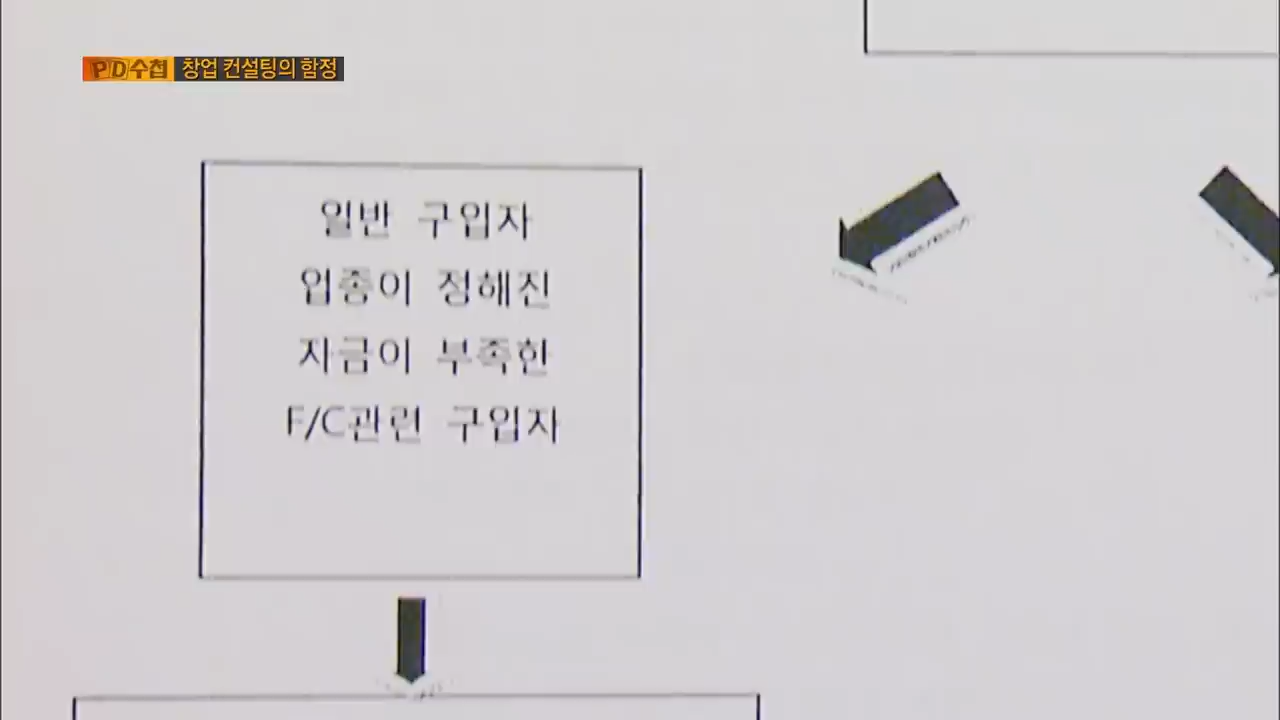 PD수첩 창업 컨설팅의 함정
일반 구입자
업종이 정해진
자금이 부족한
F/C관련 구입자